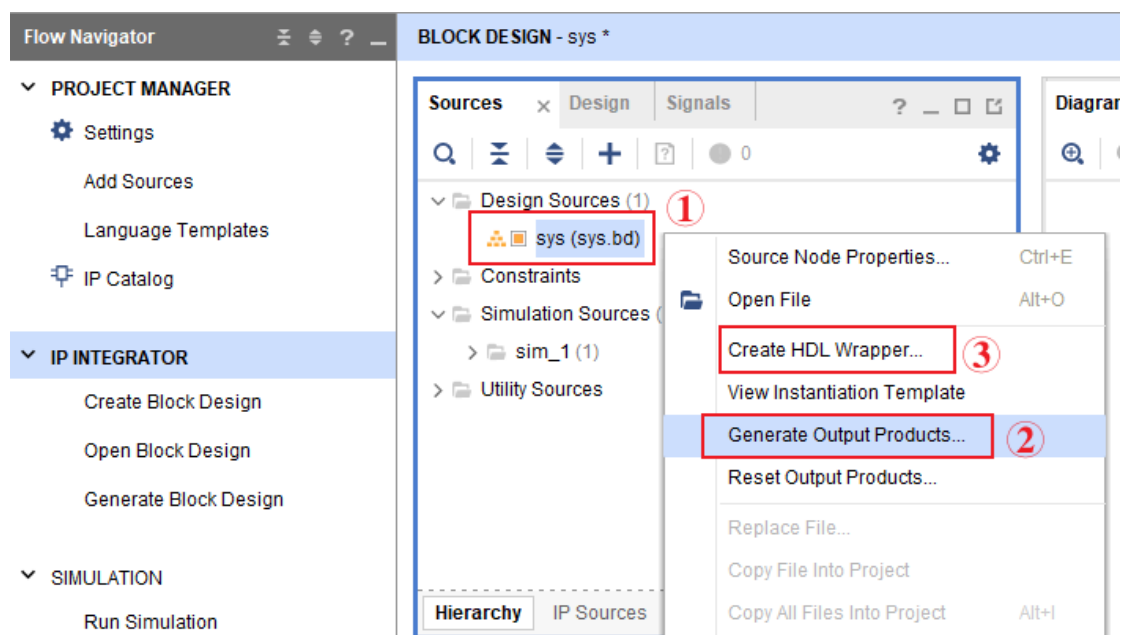 Flow Navigator ?
PROJECT MANAGER
Settings
Add Sources
Language Templates
IP Catalog
IP INTEGRATOR
Create Block Design
Open Block Design
Generate Block Design
SIMULATION
Run Simulation
BLOCK DESIGN - sys *
Sources Design Signals ?
? 0
Design Sources (1) ①
sys (sys.bd)
Constraints
Simulation Sources (
sim_1 (1)
Utility Sources
Hierarchy IP Sources
Source Node Properties... Ctrl+E
Open File Alt+O
Create HDL Wrapper... ③
View Instantiation Template
Generate Output Products... ②
Reset Output Products...
Replace File...
Copy File Into Project
Copy All Files Into Project Alt+I
Diagra